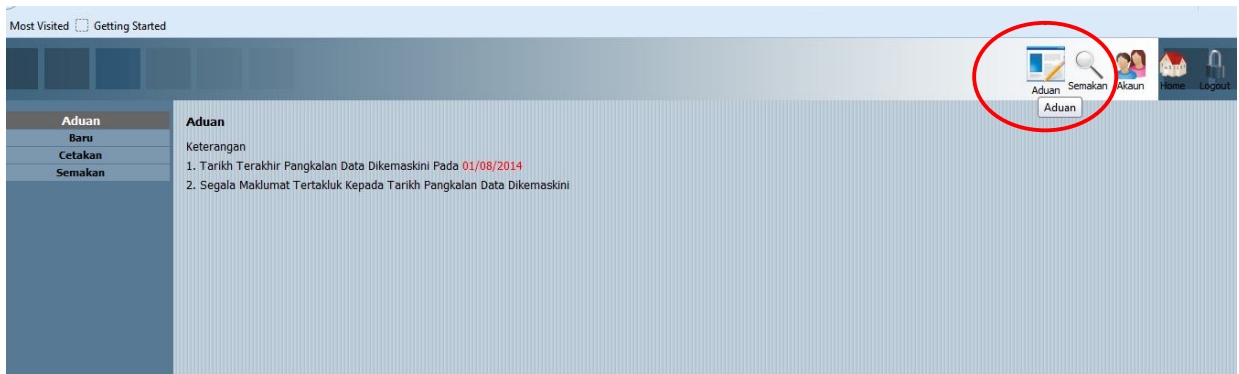 Most Visited Getting Started
Aduan Semakan Akaun Home Logout
Aduan
Aduan
Baru
Cetakan
Semakan
Aduan
Keterangan
1. Tarikh Terakhir Pangkalan Data Dikemaskini Pada 01/08/2014
2. Segala Maklumat Tertakluk Kepada Tarikh Pangkalan Data Dikemaskini